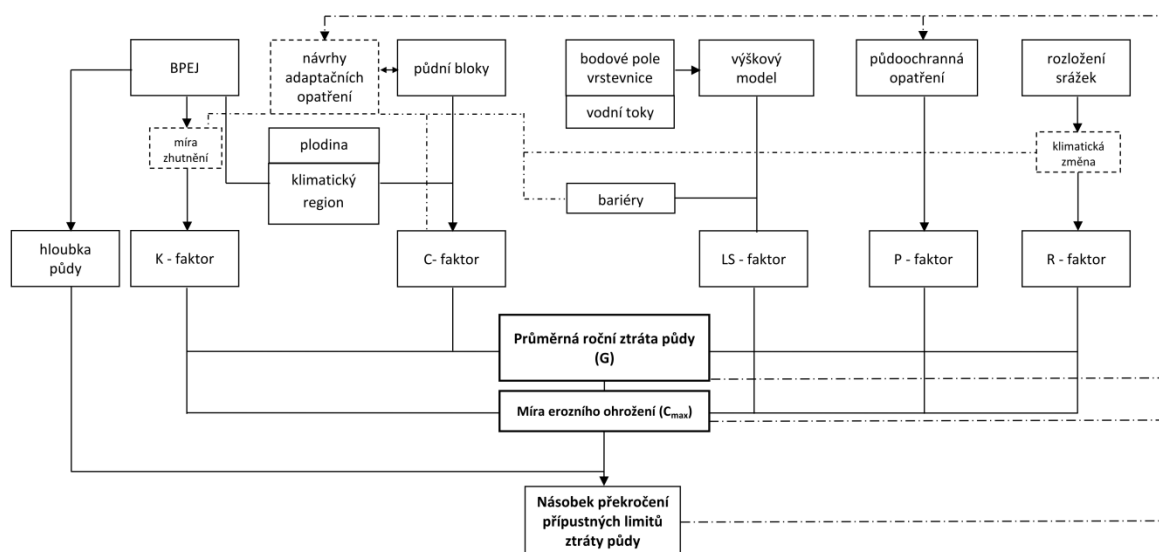 BPEJ
návrhy
adaptačních
opatření
půdní bloky
bodové pole
vrstevnice
vodní toky
výškový
model
půdoochranná
opatření
rozložení
srážek
míra
zhutnění
plodina
klimatický
region
bariéry
klimatická
změna
hloubka
půdy
K - faktor
C- faktor
LS - faktor
P - faktor
R - faktor
Průměrná roční ztráta půdy
(G)
Míra erozního ohrožení (Cmax)
Násobek překročení
přípustných limitů
ztráty půdy